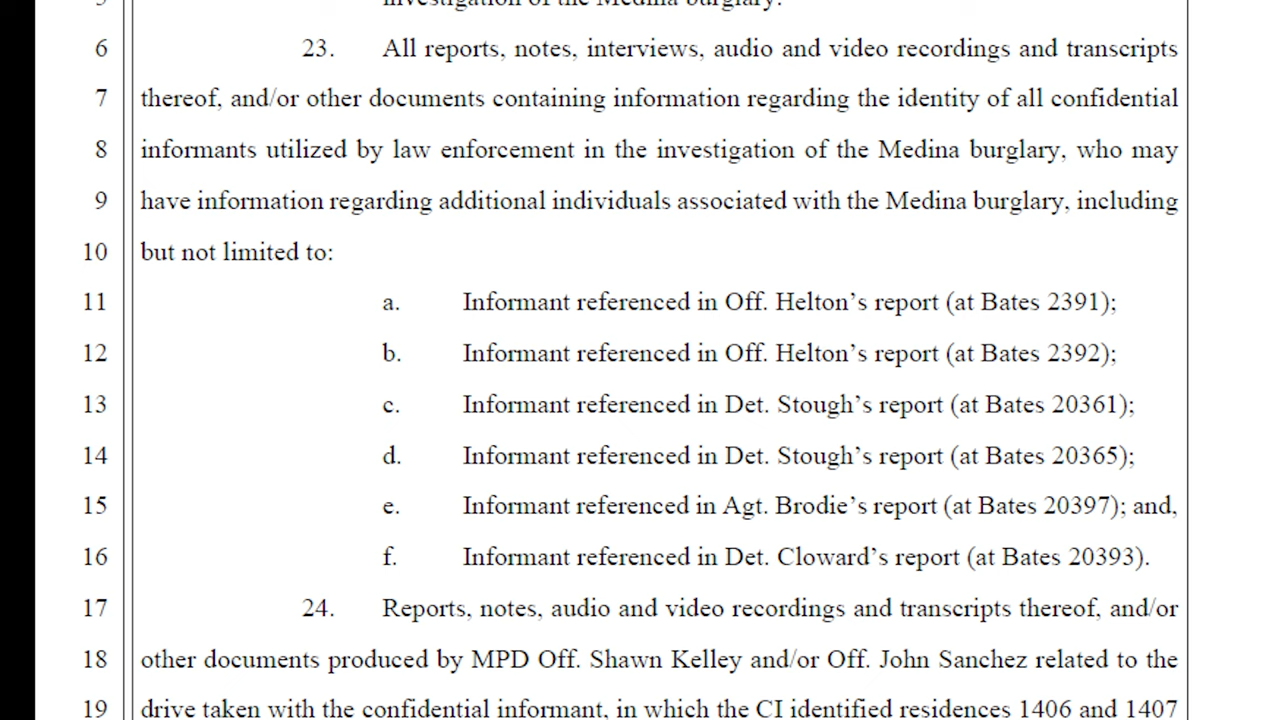 5 investigation of the Medina burglary.
6 23. All reports, notes, interviews, audio and video recordings and transcripts
7 thereof, and/or other documents containing information regarding the identity of all confidential
8 informants utilized by law enforcement in the investigation of the Medina burglary, who may
9 have information regarding additional individuals associated with the Medina burglary, including
10 but not limited to:
11 a. Informant referenced in Off. Helton's report (at Bates 2391);
12 b. Informant referenced in Off. Helton's report (at Bates 2392);
13 c. Informant referenced in Det. Stough's report (at Bates 20361);
14 d. Informant referenced in Det. Stough's report (at Bates 20365);
15 e. Informant referenced in Agt. Brodie's report (at Bates 20397); and,
16 f. Informant referenced in Det. Cloward's report (at Bates 20393).
17 24. Reports, notes, audio and video recordings and transcripts thereof, and/or
18 other documents produced by MPD Off. Shawn Kelley and/or Off. John Sanchez related to the
19 drive taken with the confidential informant, in which the CI identified residences 1406 and 1407